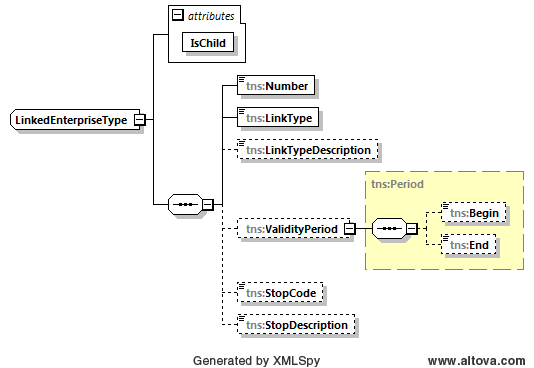 attributes
IsChild
LinkedEnterpriseType
tns:Number
tns:LinkType
tns:LinkTypeDescription
tns:Period
tns:ValidityPeriod
tns:Begin
tns:End
tns:StopCode
tns:StopDescription
Generated by XMLSpy
www.altova.com